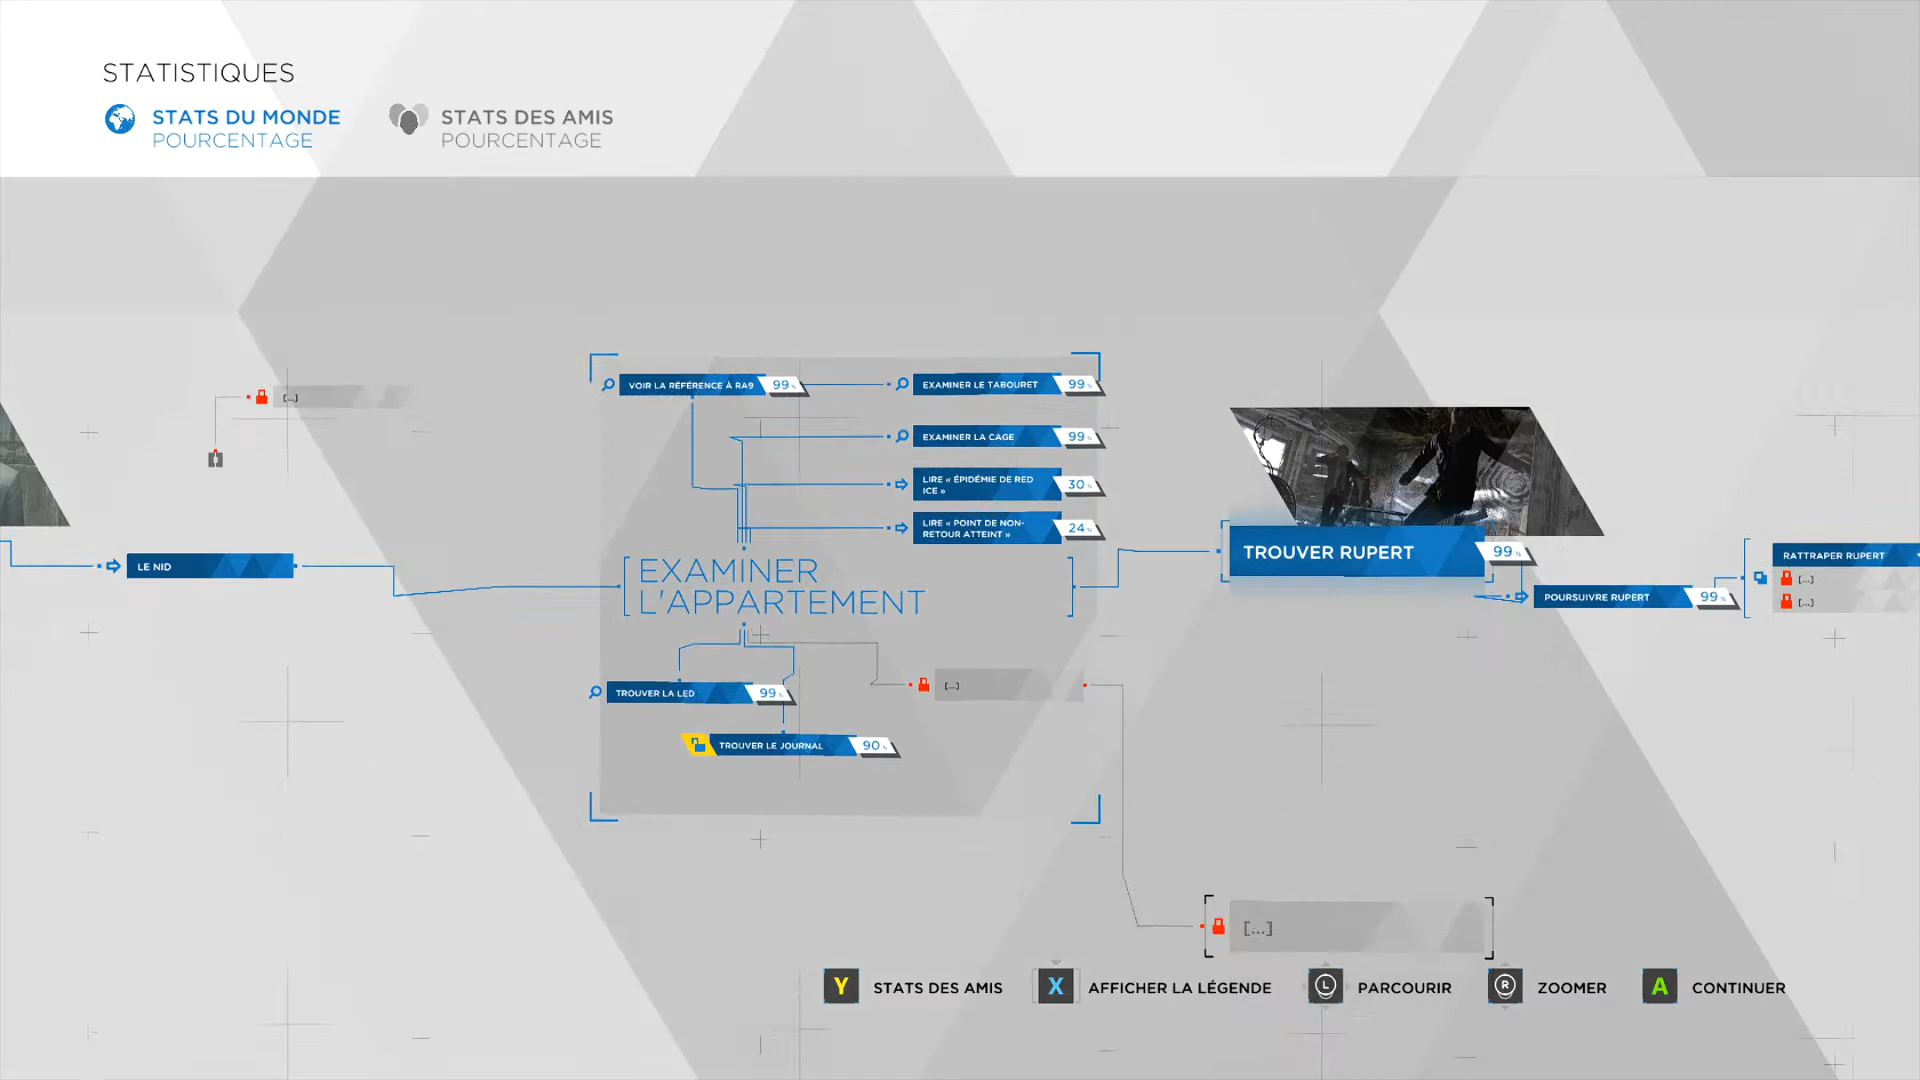 STATISTIQUES
STATS DU MONDE
POURCENTAGE
STATS DES AMIS
POURCENTAGE
[...]
LE NID
VOIR LA RÉFÉRENCE À RA9 99%
EXAMINER LE TABOURET 99%
EXAMINER LA CAGE 99%
LIRE « ÉPIDÉMIE DE RED
ICE » 30%
LIRE « POINT DE NON-
RETOUR ATTEINT » 24%
EXAMINER
L'APPARTEMENT
TROUVER LA LED 99%
[...]
TROUVER LE JOURNAL 90%
TROUVER RUPERT 99%
POURSUIVRE RUPERT 99%
RATTRAPER RUPERT
[...]
[...]
[...]
Y STATS DES AMIS
X AFFICHER LA LÉGENDE
L PARCOURIR
R ZOOMER
A CONTINUER